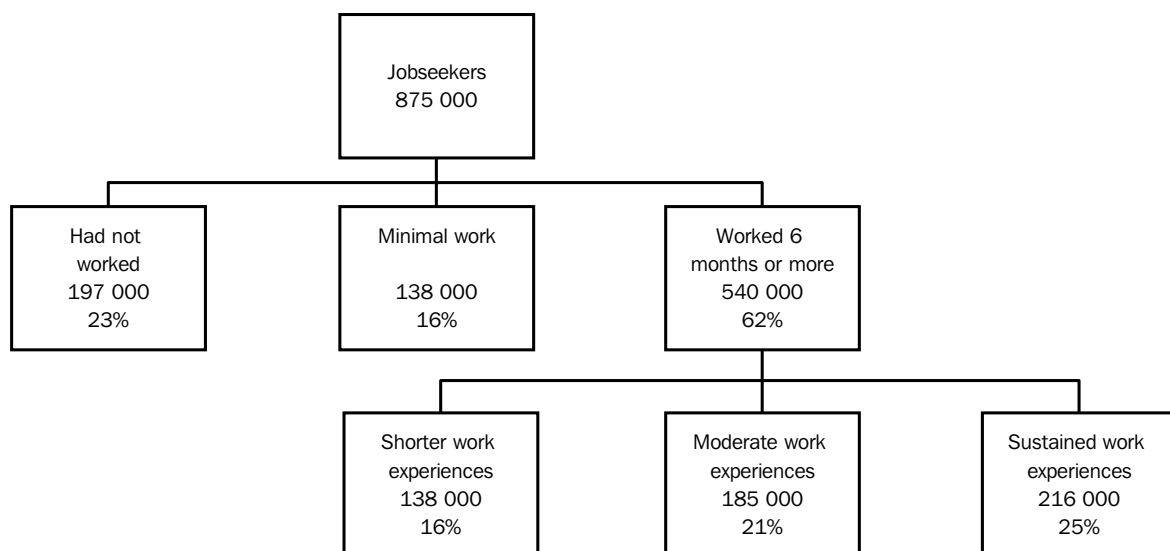 Jobseekers
875 000
Had not
worked
197 000
23%
Minimal work
138 000
16%
Worked 6
months or more
540 000
62%
Shorter work
experiences
138 000
16%
Moderate work
experiences
185 000
21%
Sustained work
experiences
216 000
25%